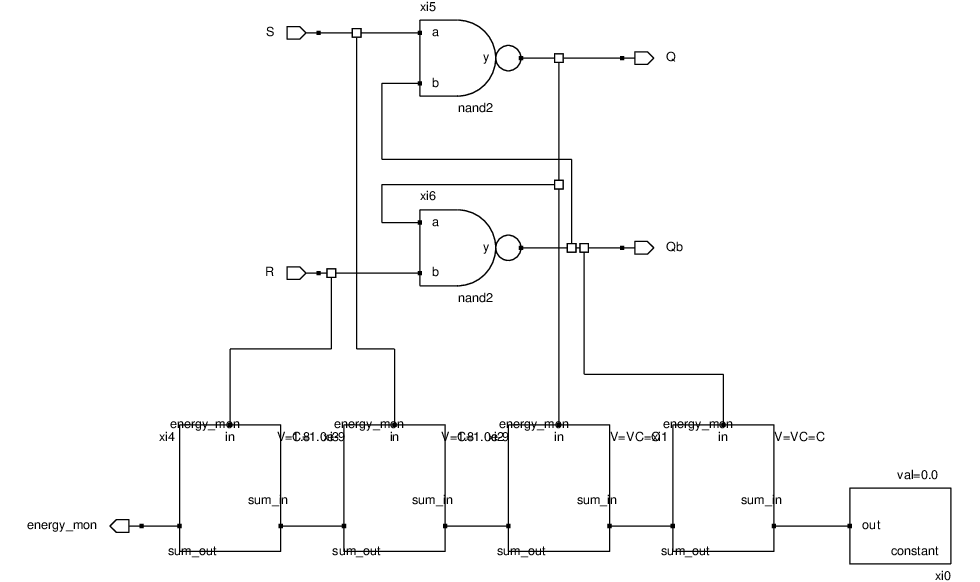 xi5
S
a
y
Q
b
nand2
xi6
a
y
Qb
R
b
nand2
energy_mon
energy_mon
energy_mon
energy_mon
xi4
in
in
in
in
V=VC=C
val=0.0
sum_in
sum_in
sum_in
sum_in
energy_mon
out
sum_out
sum_out
sum_out
sum_out
constant
xi0